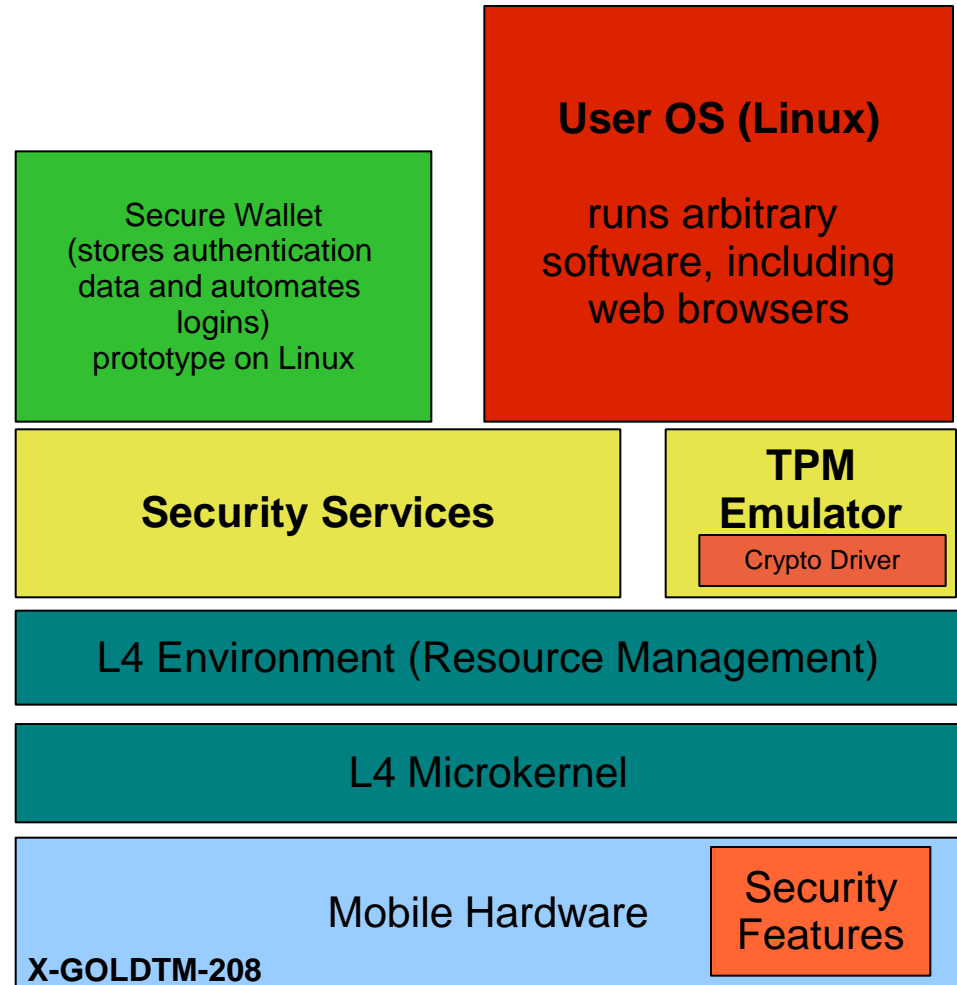 User OS (Linux)
runs arbitrary
software, including
web browsers
Secure Wallet
(stores authentication
data and automates
logins)
prototype on Linux
Security Services
TPM
Emulator
Crypto Driver
L4 Environment (Resource Management)
L4 Microkernel
Mobile Hardware
Security
Features
X-GOLDTM-208